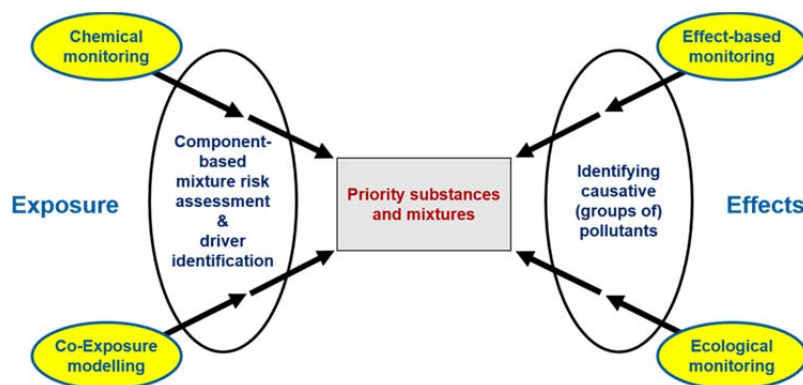 Chemical
monitoring
Effect-based
monitoring
Exposure
Component-
based
mixture risk
assessment
&
driver
identification
Priority substances
and mixtures
Identifying
causative
(groups of)
pollutants
Effects
Co-Exposure
modelling
Ecological
monitoring